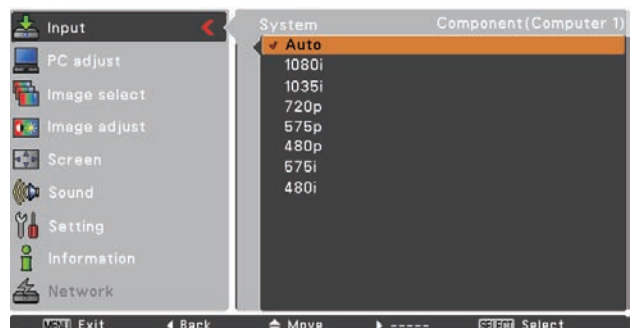 Input
PC adjust
Image select
Image adjust
Screen
Sound
Setting
Information
Network
System Component(Computer 1)
Auto
1080i
1035i
720p
575p
480p
575i
480i
MENU Exit Back Move ----- SELECT Select